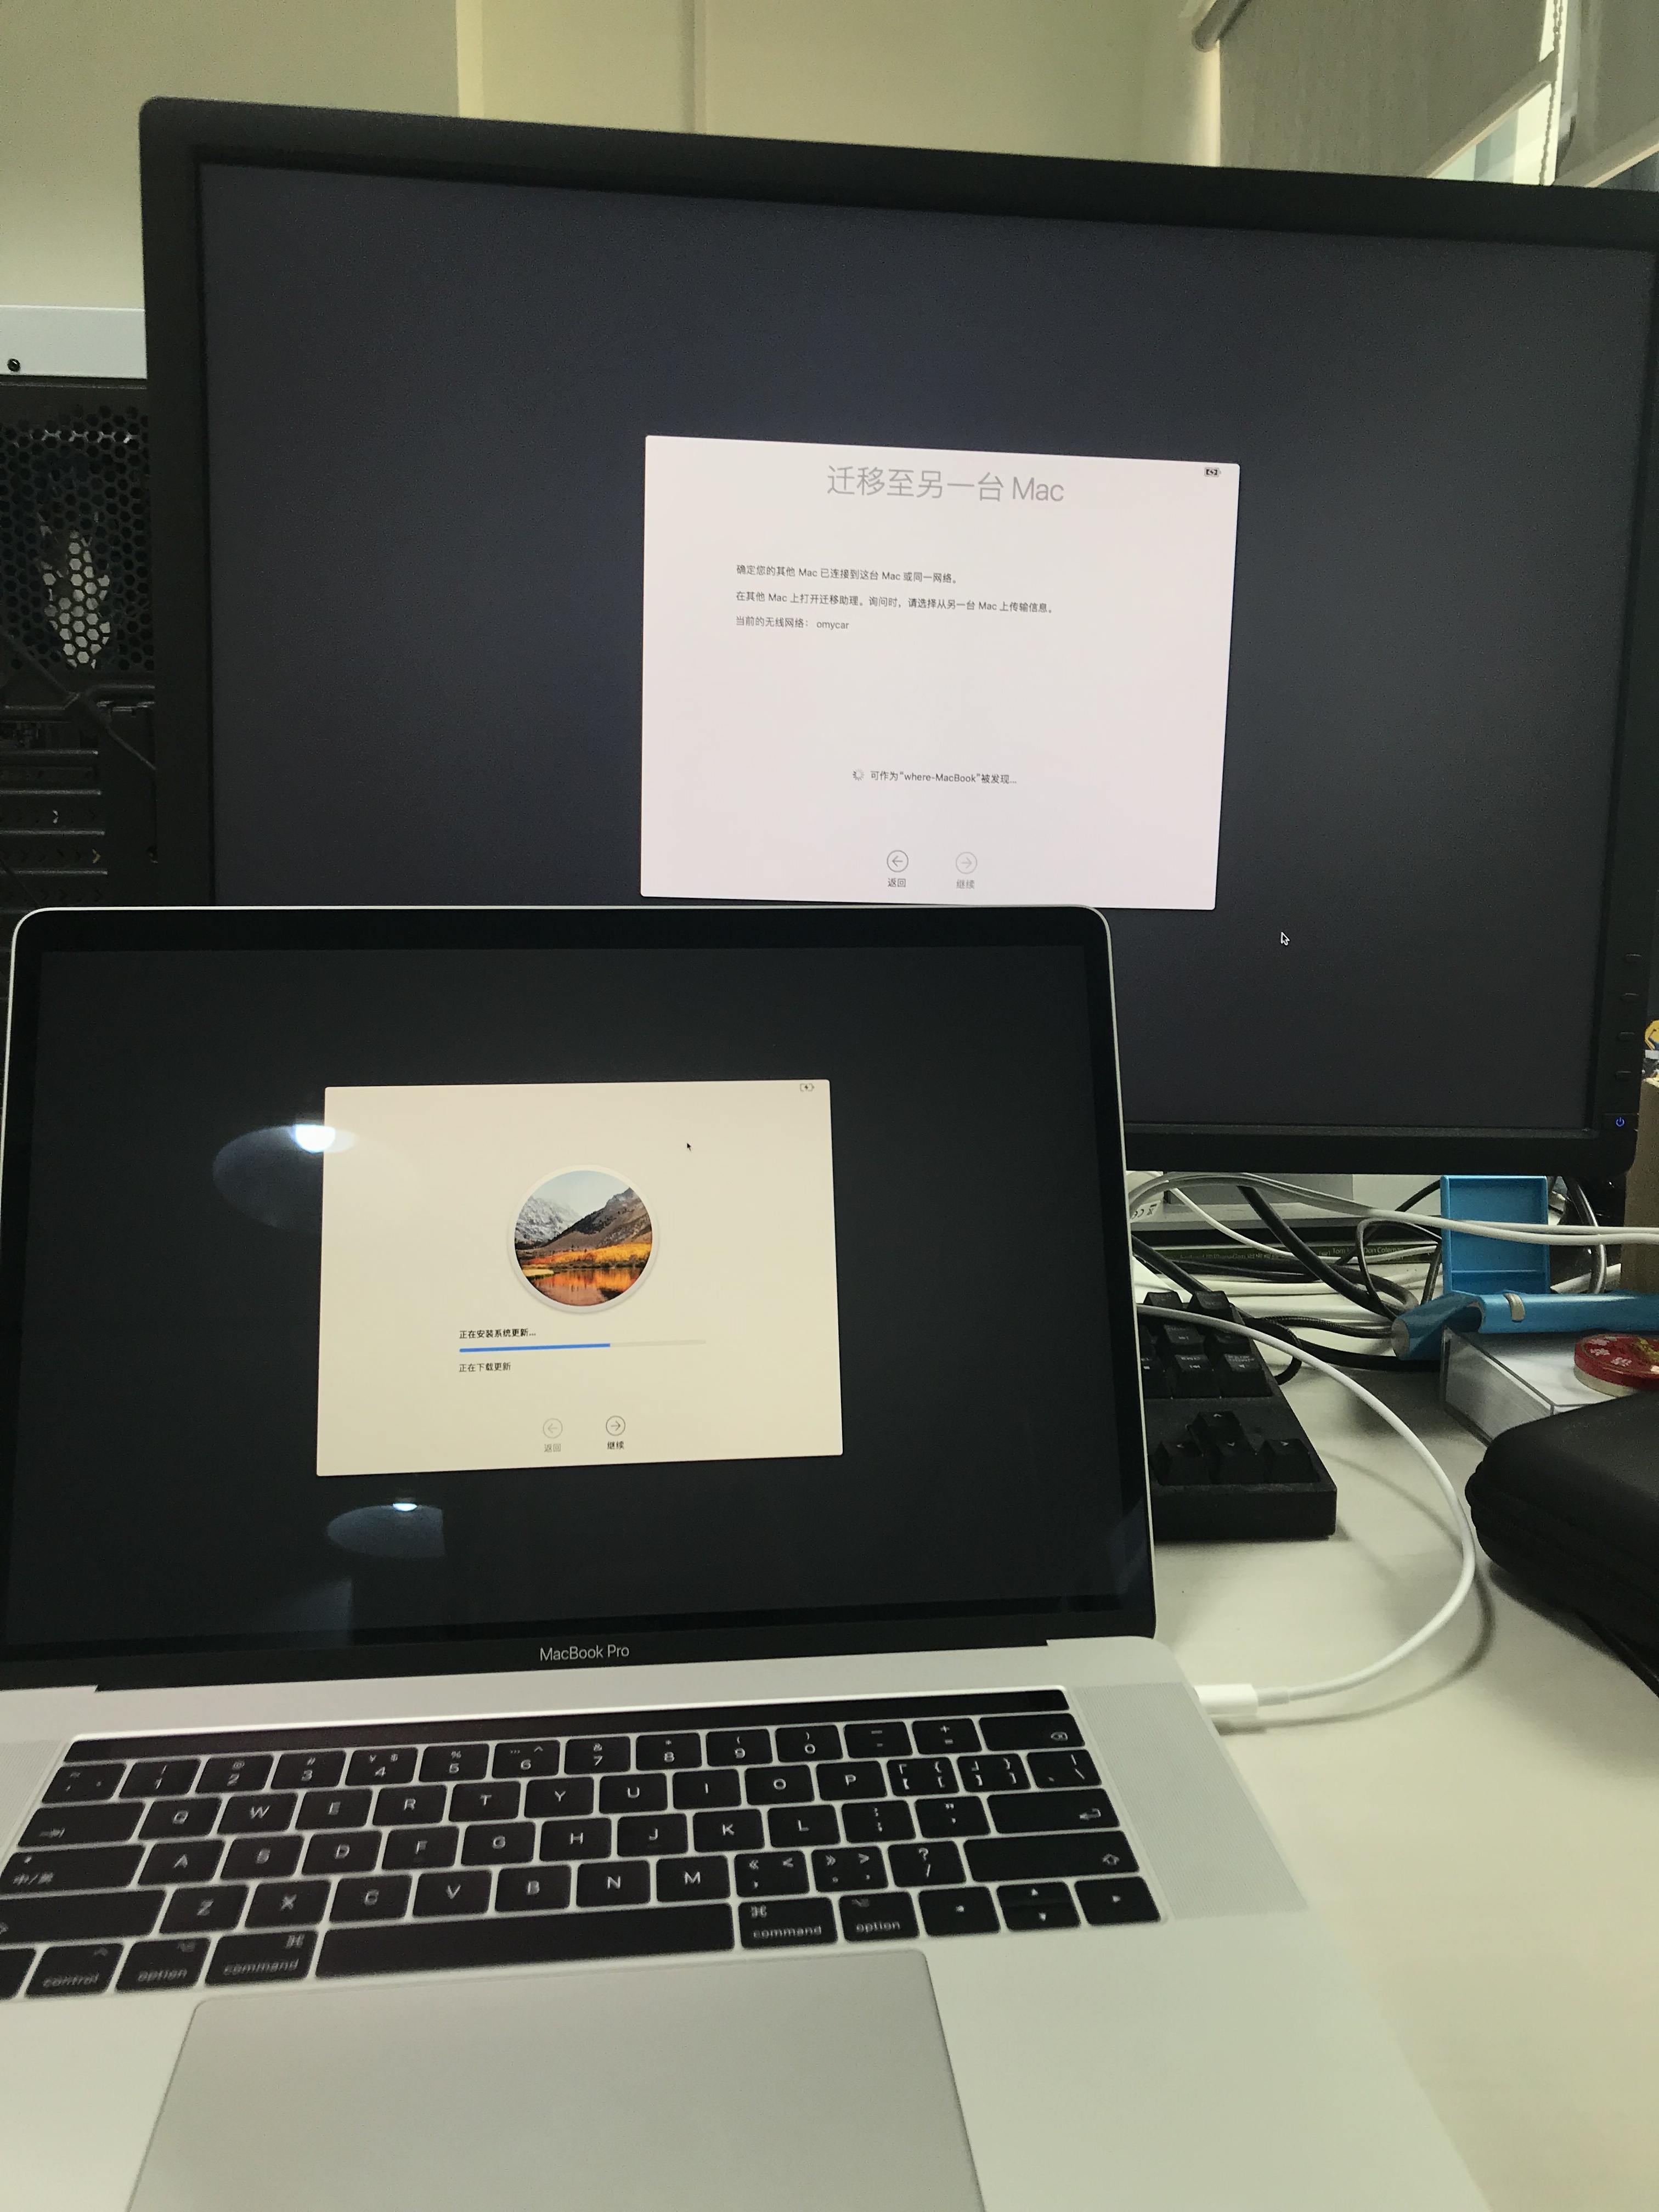 迁移至另一台 Mac
确定您的其他 Mac 已连接到这台 Mac 或同一网络。
在其他 Mac 上打开迁移助理。询问时，请选择从另一台 Mac 上传输信息。
当前的无线网络： omycar
可作为“where-MacBook”被发现...
返回 继续
正在安装系统更新...
正在下载更新
返回 继续
MacBook Pro
! @ # ¥ $ % … ^ & * ( ) — - + =
1 2 3 4 5 6 7 8 9 0
Q W E R T Y U I O P
中/英 A S D F G H J K L
Z X C V B N M « < » > ? /
control option command command option